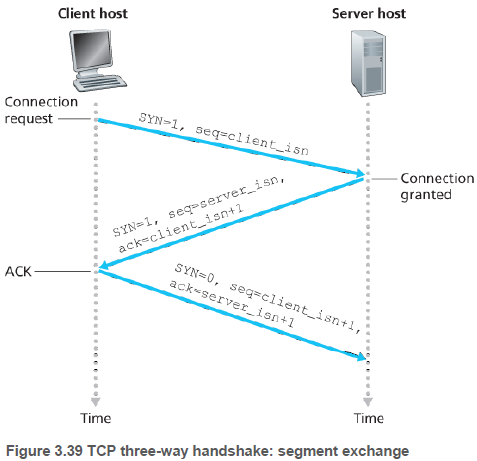 Client host
Server host
Connection
request
SYN=1, seq=client_isn
Connection
granted
SYN=1, seq=server_isn,
ack=client_isn+1
ACK
SYN=0, seq=client_isn+1,
ack=server_isn+1
Time
Time
Figure 3.39 TCP three-way handshake: segment exchange